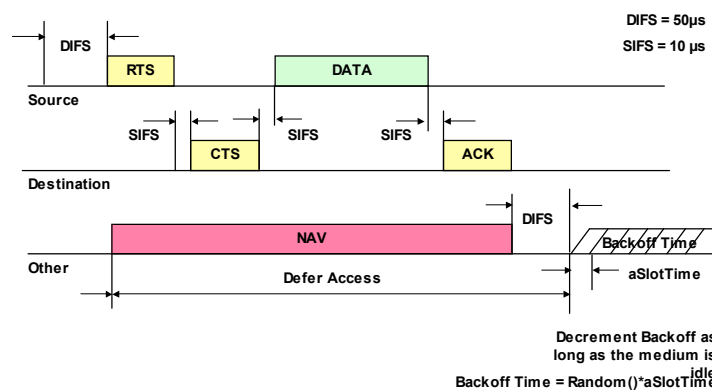 DIFS = 50µs
DIFS
SIFS = 10 µs
RTS
DATA
Source
SIFS
SIFS
SIFS
CTS
ACK
Destination
DIFS
NAV
Backoff Time
Other
Defer Access
aSlotTime
Decrement Backoff as
long as the medium is
idle
Backoff Time = Random()*aSlotTime